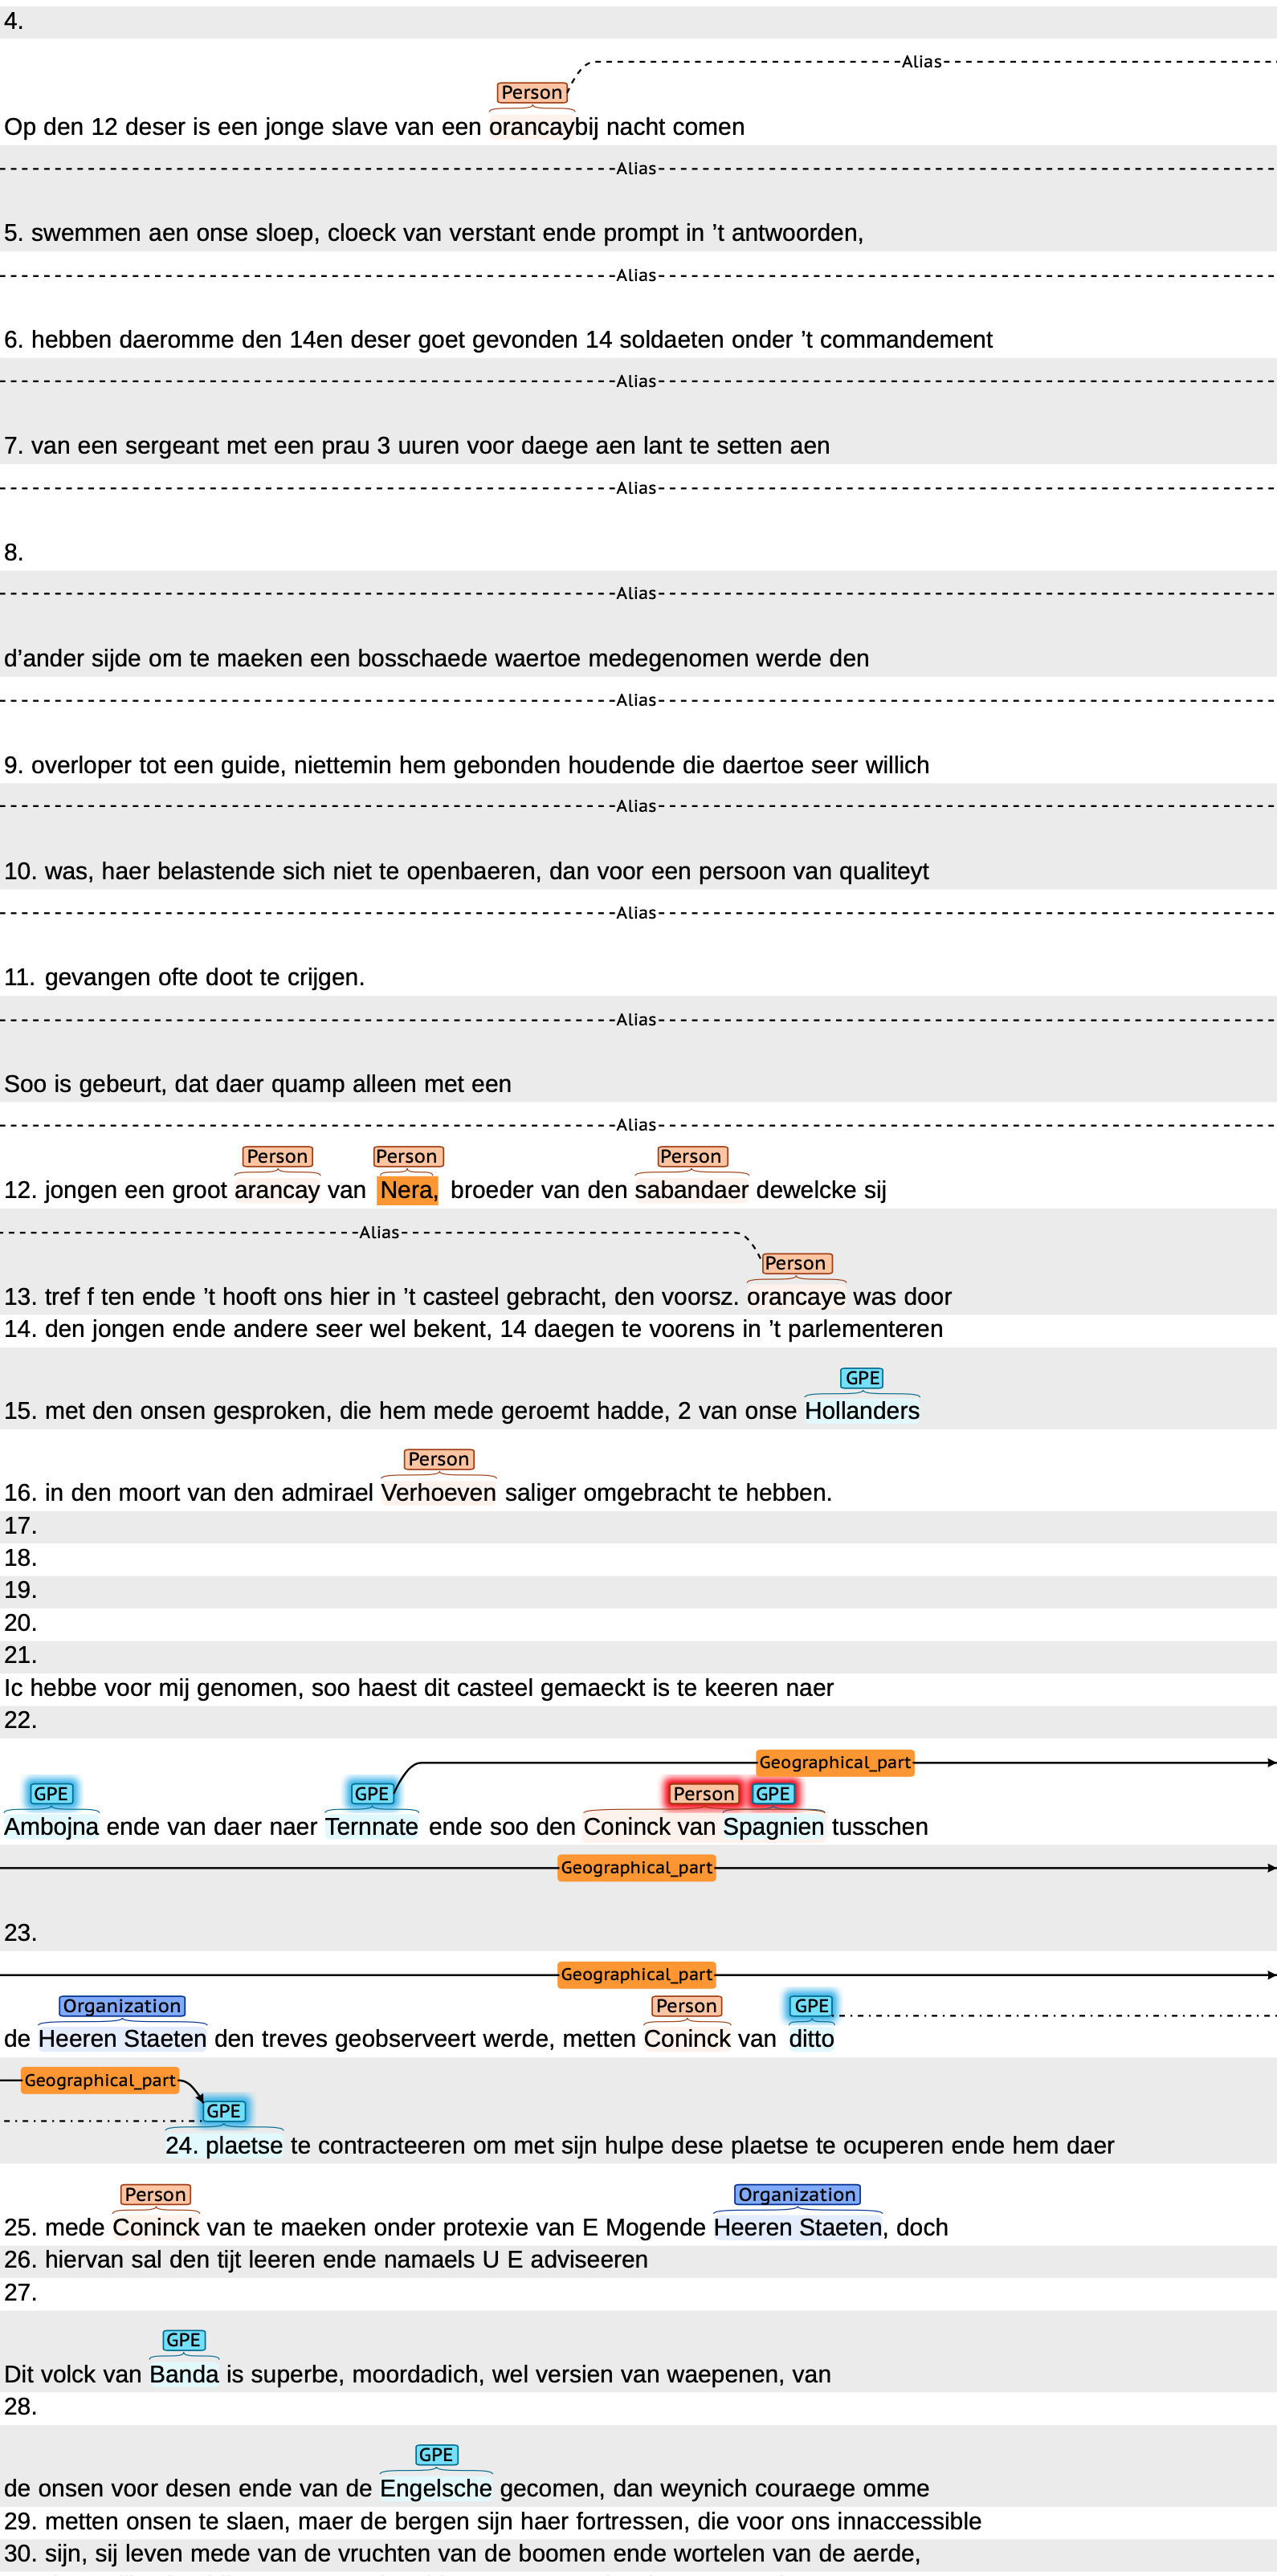 4.
Alias
Person
Op den 12 deser is een jonge slave van een orancaybij nacht comen
Alias
5. swemmen aen onse sloep, cloeck van verstant ende prompt in ’t antwoorden,
Alias
6. hebben daeromme den 14en deser goet gevonden 14 soldaeten onder ’t commandement
Alias
7. van een sergeant met een prau 3 uuren voor daege aen lant te setten aen
Alias
8.
Alias
d’ander sijde om te maeken een bosschaede waertoe medegenomen werde den
Alias
9. overloper tot een guide, niettemin hem gebonden houdende die daertoe seer willich
Alias
10. was, haer belastende sich niet te openbaeren, dan voor een persoon van qualiteyt
Alias
11. gevangen ofte doot te crijgen.
Alias
Soo is gebeurt, dat daer quamp alleen met een
Alias
Person Person Person
12. jongen een groot arancay van Nera, broeder van den sabandaer dewelcke sij
Alias
Person
13. tref f ten ende ’t hooft ons hier in ’t casteel gebracht, den voorsz. orancaye was door
14. den jongen ende andere seer wel bekent, 14 daegen te voorens in ’t parlementeren
GPE
15. met den onsen gesproken, die hem mede geroemt hadde, 2 van onse Hollanders
Person
16. in den moort van den admirael Verhoeven saliger omgebracht te hebben.
17.
18.
19.
20.
21.
Ic hebbe voor mij genomen, soo haest dit casteel gemaeckt is te keeren naer
22.
Geographical_part
GPE GPE Person GPE
Ambojna ende van daer naer Ternnate ende soo den Coninck van Spagnien tusschen
Geographical_part
23.
Geographical_part
Organization Person GPE
de Heeren Staeten den treves geobserveert werde, metten Coninck van ditto
Geographical_part
GPE
24. plaetse te contracteeren om met sijn hulpe dese plaetse te ocuperen ende hem daer
Person Organization
25. mede Coninck van te maeken onder protexie van E Mogende Heeren Staeten, doch
26. hiervan sal den tijt leeren ende namaels U E adviseeren
27.
GPE
Dit volck van Banda is superbe, moordadich, wel versien van waepenen, van
28.
GPE
de onsen voor desen ende van de Engelsche gecomen, dan weynich couraege omme
29. metten onsen te slaen, maer de bergen sijn haer fortressen, die voor ons innaccessible
30. sijn, sij leven mede van de vruchten van de boomen ende wortelen van de aerde,